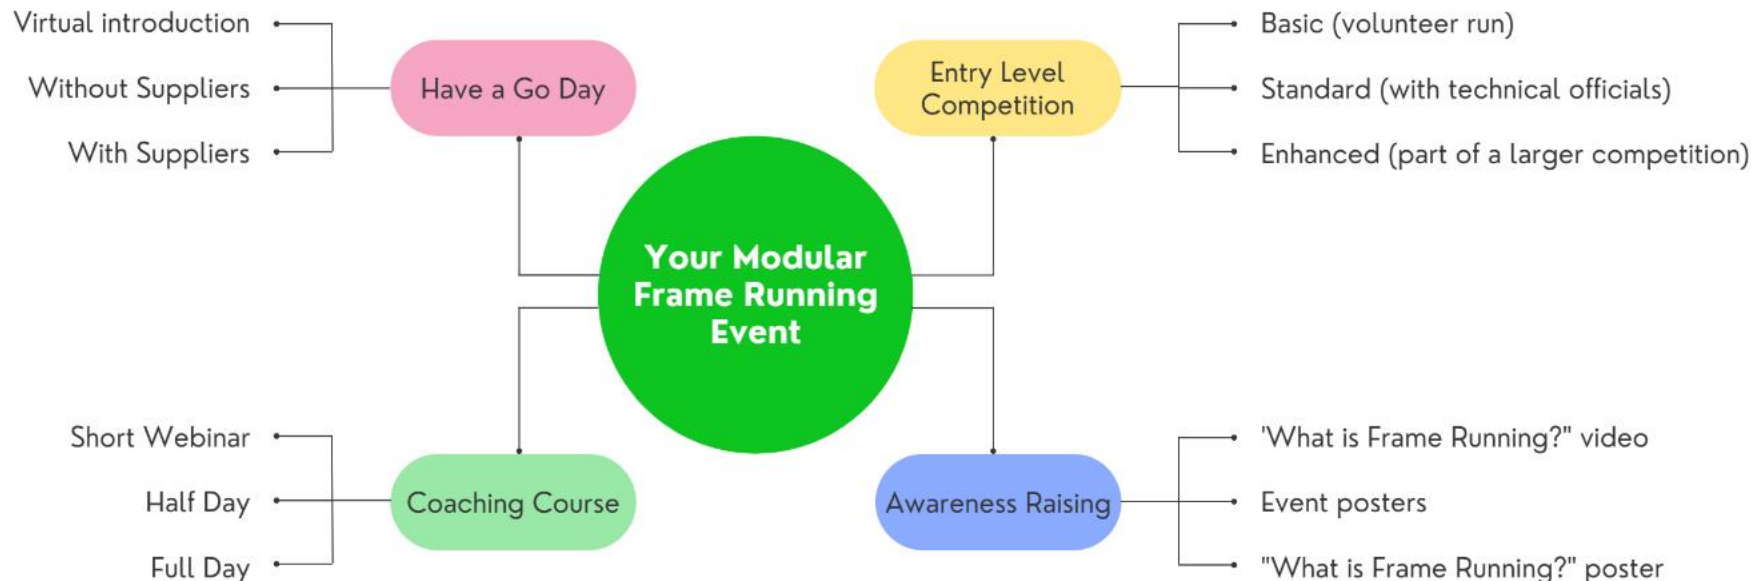 Virtual introduction
Without Suppliers
With Suppliers
Have a Go Day
Entry Level
Competition
Basic (volunteer run)
Standard (with technical officials)
Enhanced (part of a larger competition)
Your Modular
Frame Running
Event
Short Webinar
Half Day
Full Day
Coaching Course
Awareness Raising
'What is Frame Running?" video
Event posters
"What is Frame Running?" poster